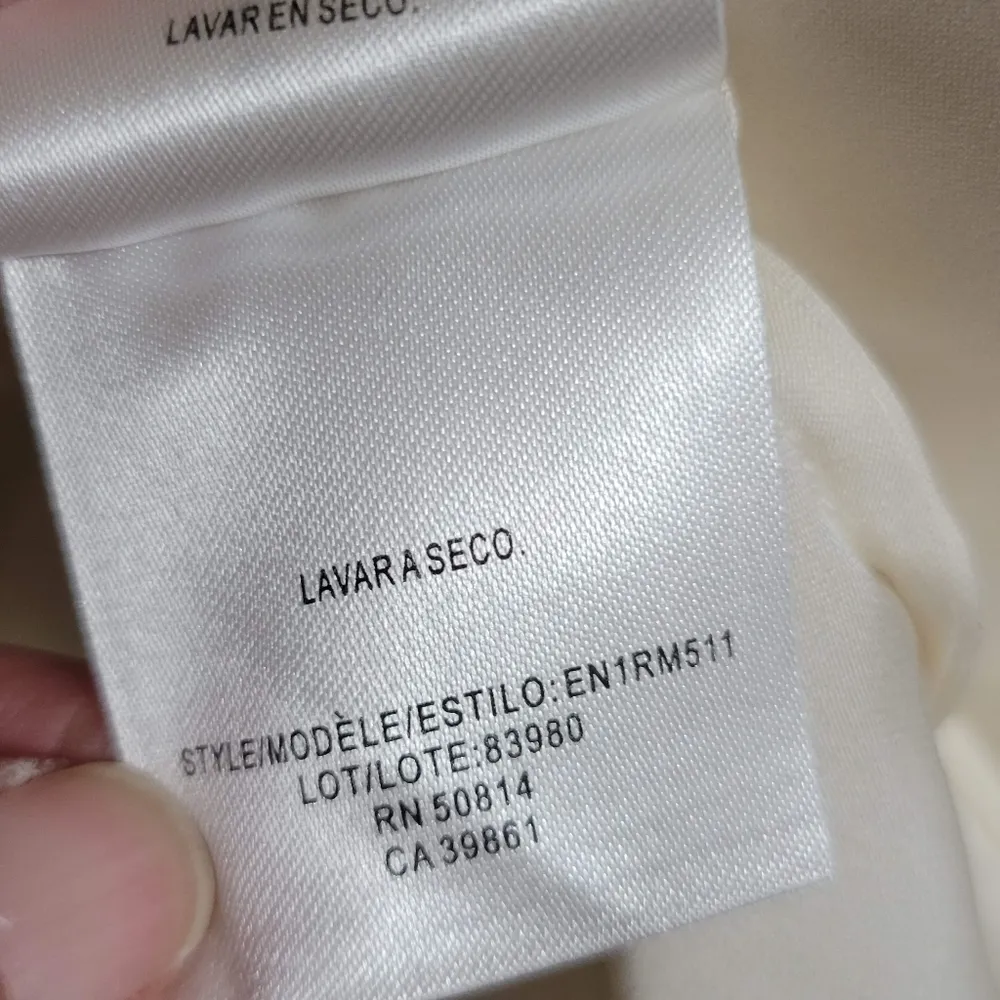 LAVAR EN SECO.
LAVAR A SECO.
STYLE/MODÈLE/ESTILO:EN1RM511
LOT/LOTE:83980
RN 50814
CA 39861